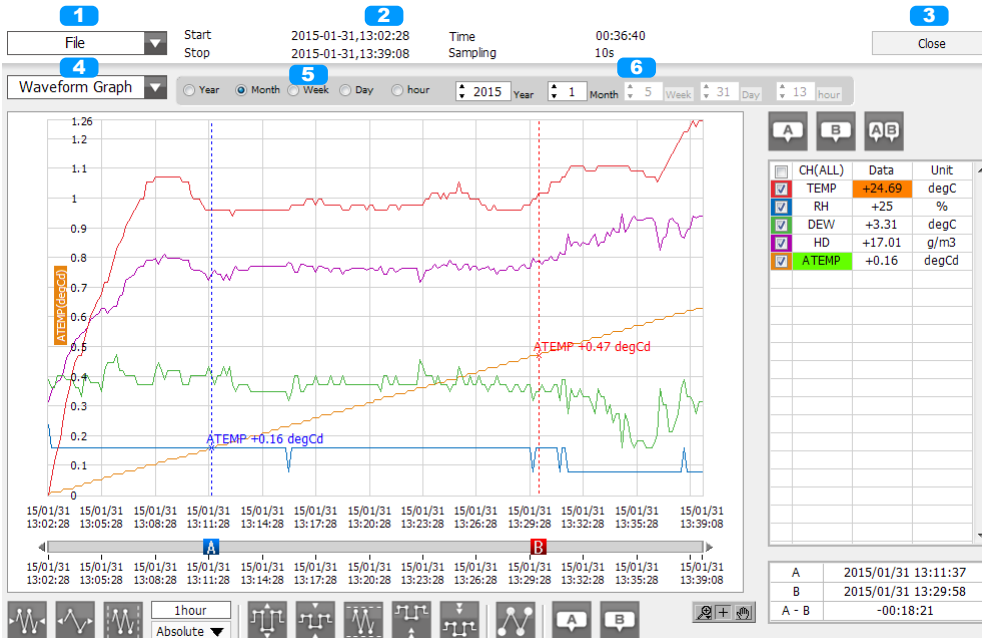 1 2 3
File Start 2015-01-31,13:02:28 Time 00:36:40 Close
Stop 2015-01-31,13:39:08 Sampling 10s
4 5 6
Waveform Graph Year Month Week Day hour 2015 Year 1 Month 5 Week 31 Day 13 hour
A B A B
CH(ALL) Data Unit
TEMP +24.69 degC
RH +25 %
DEW +3.31 degC
HD +17.01 g/m3
ATEMP +0.16 degCd
1.26
1.2
1.1
1
0.9
0.8
0.7
0.6
0.5
0.4
0.3
0.2
0.1
0
ATEMP(degCd)
ATEMP +0.47 degCd
ATEMP +0.16 degCd
15/01/31 15/01/31 15/01/31 15/01/31 15/01/31 15/01/31 15/01/31 15/01/31 15/01/31 15/01/31 15/01/31 15/01/31 15/01/31
13:02:28 13:05:28 13:08:28 13:11:28 13:14:28 13:17:28 13:20:28 13:23:28 13:26:28 13:29:28 13:32:28 13:35:28 13:39:08
A B
15/01/31 15/01/31 15/01/31 15/01/31 15/01/31 15/01/31 15/01/31 15/01/31 15/01/31 15/01/31 15/01/31 15/01/31 15/01/31
13:02:28 13:05:28 13:08:28 13:11:28 13:14:28 13:17:28 13:20:28 13:23:28 13:26:28 13:29:28 13:32:28 13:35:28 13:39:08
A 2015/01/31 13:11:37
B 2015/01/31 13:29:58
A - B -00:18:21
1hour
Absolute
A B